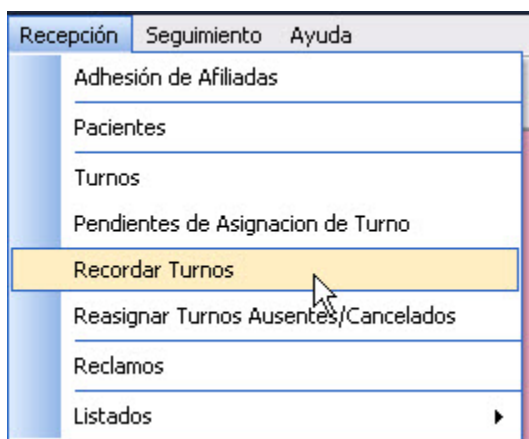 Recepción Seguimiento Ayuda
Adhesión de Afiliadas
Pacientes
Turnos
Pendientes de Asignacion de Turno
Recordar Turnos
Reasignar Turnos Ausentes/Cancelados
Reclamos
Listados